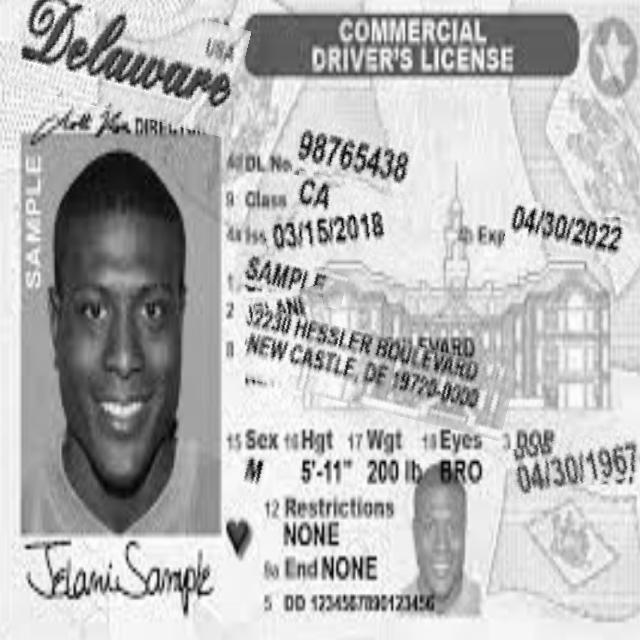 Delaware
USA
COMMERCIAL
DRIVER'S LICENSE
DIRECTOR
SAMPLE
4d DL No. 98765438
9 Class CA
4a Iss 03/15/2018
4b Exp 04/30/2022
1 SAMPLE
2
8 HESSLER BOULEVARD
NEW CASTLE, DE 19720-0300
15 Sex 16 Hgt 17 Wgt 18 Eyes 3 DOB
M 5'-11" 200 lb BRO 04/30/1967
12 Restrictions
NONE
9a End NONE
5 DD 1234567890123456
Jelani Sample